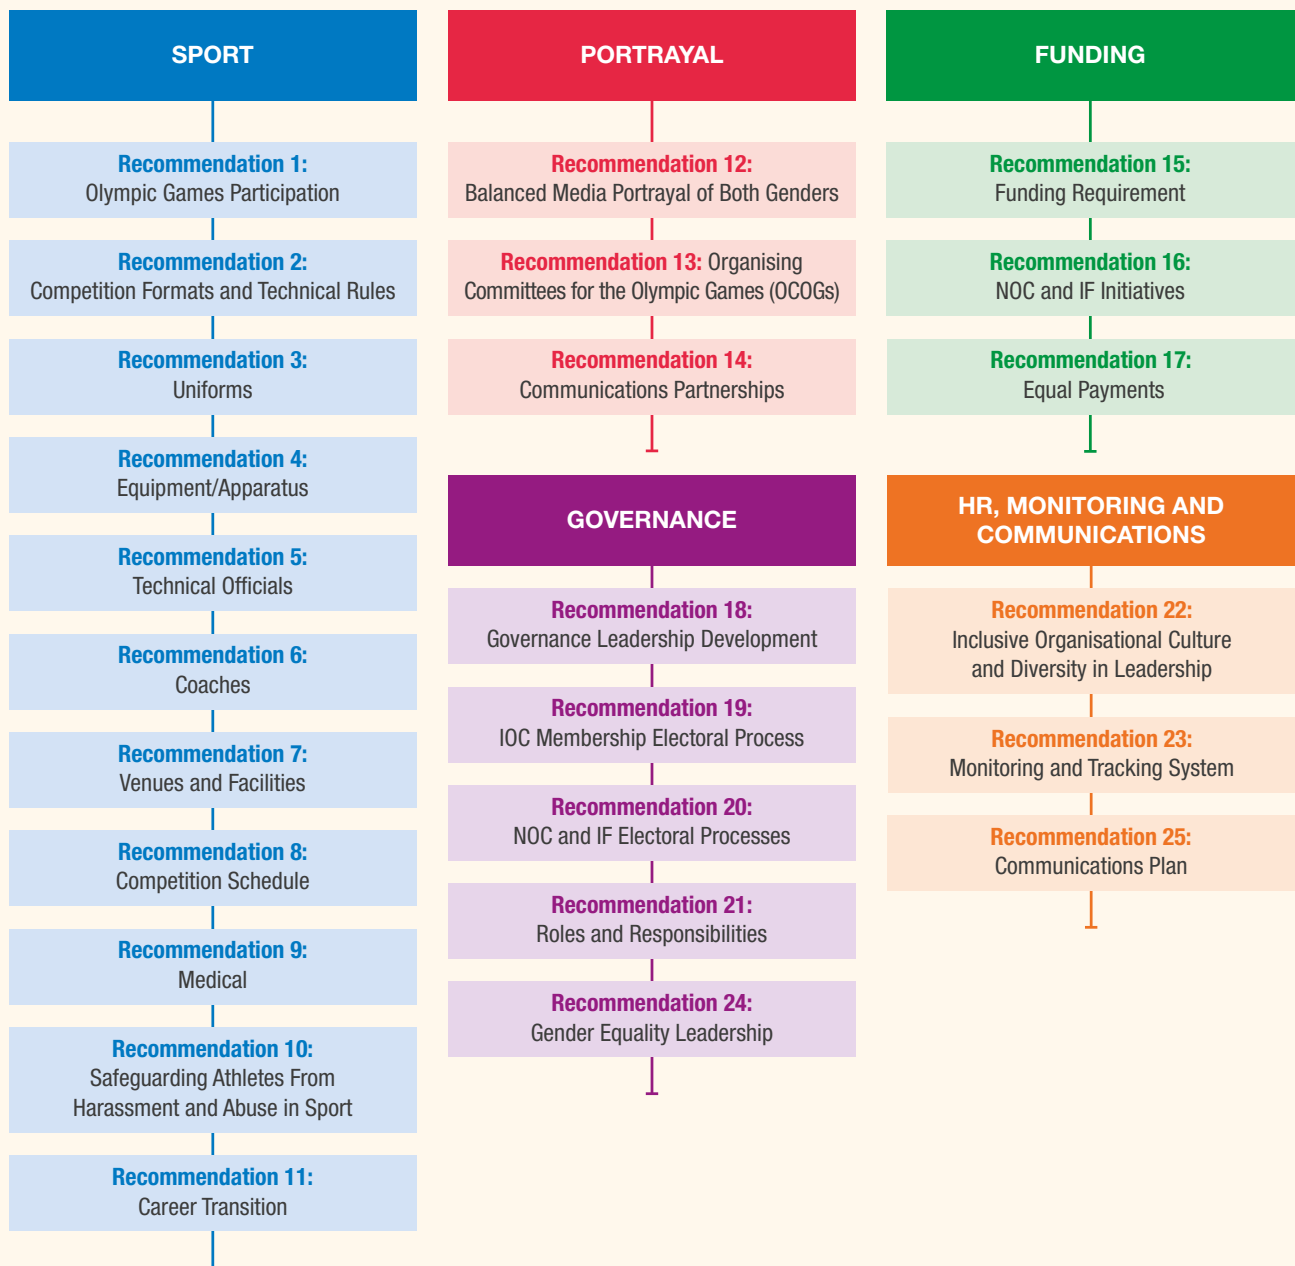 SPORT
Recommendation 1:
Olympic Games Participation
Recommendation 2:
Competition Formats and Technical Rules
Recommendation 3:
Uniforms
Recommendation 4:
Equipment/Apparatus
Recommendation 5:
Technical Officials
Recommendation 6:
Coaches
Recommendation 7:
Venues and Facilities
Recommendation 8:
Competition Schedule
Recommendation 9:
Medical
Recommendation 10:
Safeguarding Athletes From
Harassment and Abuse in Sport
Recommendation 11:
Career Transition
PORTRAYAL
Recommendation 12:
Balanced Media Portrayal of Both Genders
Recommendation 13: Organising
Committees for the Olympic Games (OCOGs)
Recommendation 14:
Communications Partnerships
FUNDING
Recommendation 15:
Funding Requirement
Recommendation 16:
NOC and IF Initiatives
Recommendation 17:
Equal Payments
GOVERNANCE
Recommendation 18:
Governance Leadership Development
Recommendation 19:
IOC Membership Electoral Process
Recommendation 20:
NOC and IF Electoral Processes
Recommendation 21:
Roles and Responsibilities
Recommendation 24:
Gender Equality Leadership
HR, MONITORING AND
COMMUNICATIONS
Recommendation 22:
Inclusive Organisational Culture
and Diversity in Leadership
Recommendation 23:
Monitoring and Tracking System
Recommendation 25:
Communications Plan